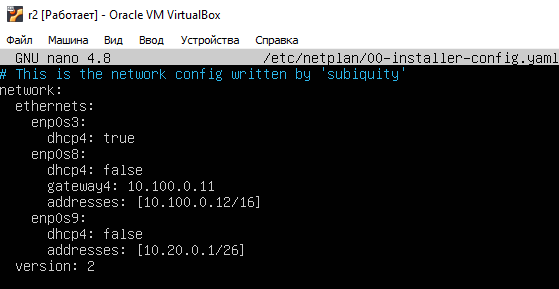 r2 [Работает] - Oracle VM VirtualBox
Файл Машина Вид Ввод Устройства Справка
GNU nano 4.8 /etc/netplan/00-installer-config.yaml
# This is the network config written by 'subiquity'
network:
  ethernets:
    enp0s3:
      dhcp4: true
    enp0s8:
      dhcp4: false
      gateway4: 10.100.0.11
      addresses: [10.100.0.12/16]
    enp0s9:
      dhcp4: false
      addresses: [10.20.0.1/26]
  version: 2